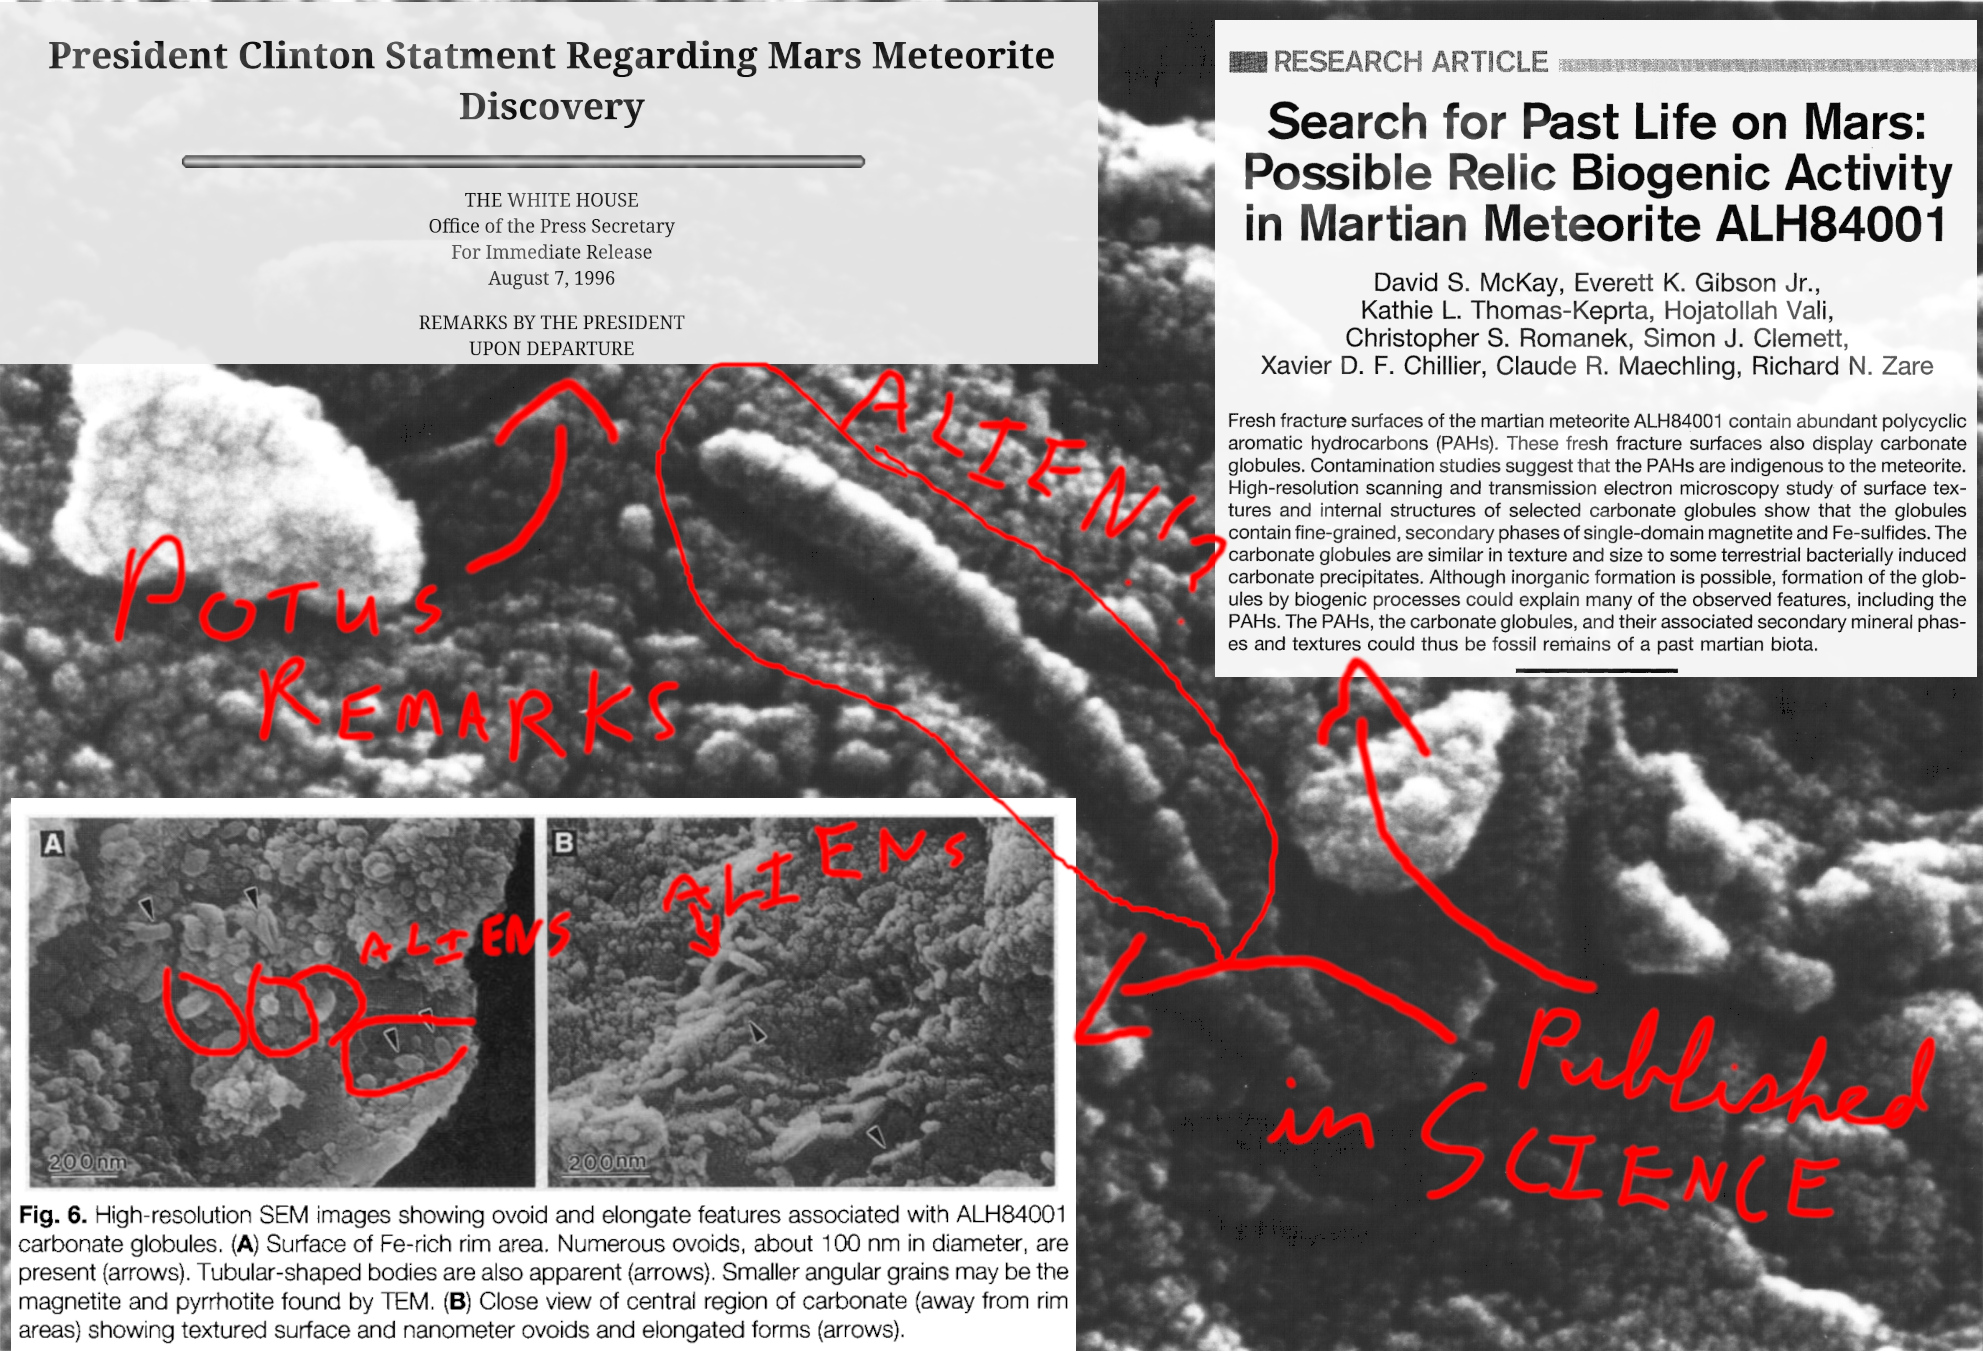 President Clinton Statment Regarding Mars Meteorite
Discovery
THE WHITE HOUSE
Office of the Press Secretary
For Immediate Release
August 7, 1996
REMARKS BY THE PRESIDENT
UPON DEPARTURE
RESEARCH ARTICLE
Search for Past Life on Mars:
Possible Relic Biogenic Activity
in Martian Meteorite ALH84001
David S. McKay, Everett K. Gibson Jr.,
Kathie L. Thomas-Keprta, Hojatollah Vali,
Christopher S. Romanek, Simon J. Clemett,
Xavier D. F. Chillier, Claude R. Maechling, Richard N. Zare
Fresh fracture surfaces of the martian meteorite ALH84001 contain abundant polycyclic
aromatic hydrocarbons (PAHs). These fresh fracture surfaces also display carbonate
globules. Contamination studies suggest that the PAHs are indigenous to the meteorite.
High-resolution scanning and transmission electron microscopy study of surface tex-
tures and internal structures of selected carbonate globules show that the globules
contain fine-grained, secondary phases of single-domain magnetite and Fe-sulfides. The
carbonate globules are similar in texture and size to some terrestrial bacterially induced
carbonate precipitates. Although inorganic formation is possible, formation of the glob-
ules by biogenic processes could explain many of the observed features, including the
PAHs. The PAHs, the carbonate globules, and their associated secondary mineral phas-
es and textures could thus be fossil remains of a past martian biota.
ALIEN??
POTUS
REMARKS
A
B
ALIENS
ALIENS
200nm
200nm
Published
in SCIENCE
Fig. 6. High-resolution SEM images showing ovoid and elongate features associated with ALH84001
carbonate globules. (A) Surface of Fe-rich rim area. Numerous ovoids, about 100 nm in diameter, are
present (arrows). Tubular-shaped bodies are also apparent (arrows). Smaller angular grains may be the
magnetite and pyrrhotite found by TEM. (B) Close view of central region of carbonate (away from rim
areas) showing textured surface and nanometer ovoids and elongated forms (arrows).